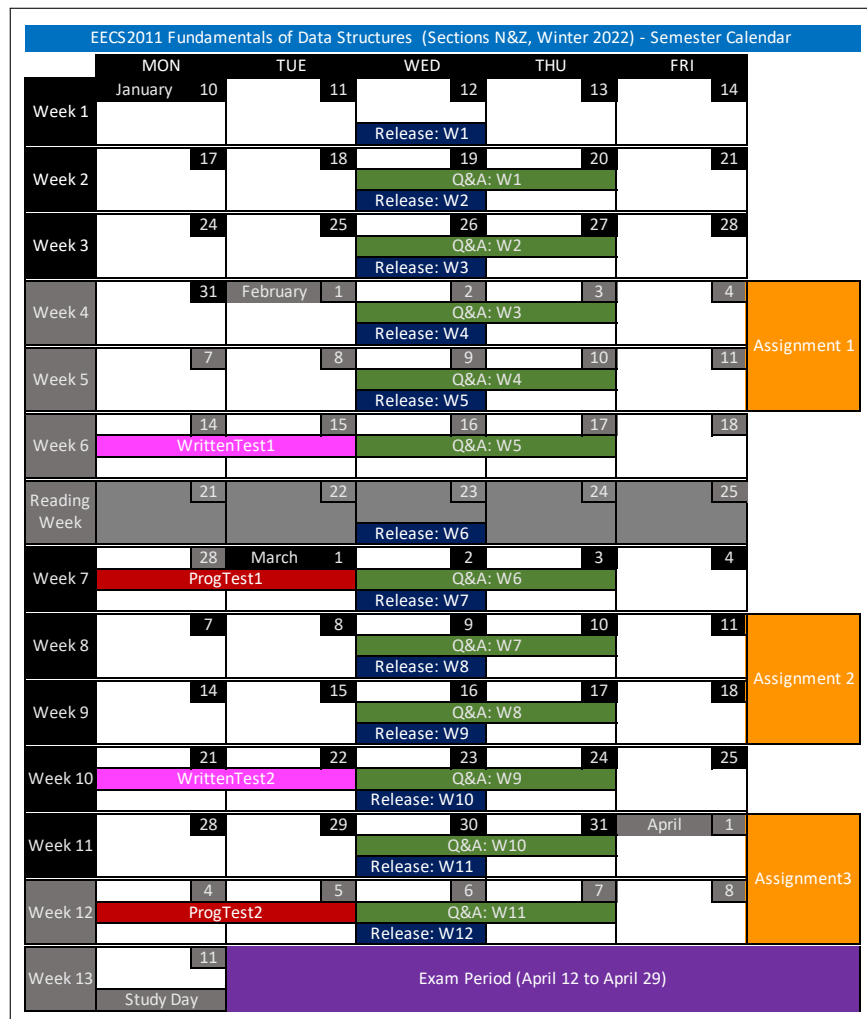 EECS2011 Fundamentals of Data Structures (Sections N&Z, Winter 2022) - Semester Calendar
MON TUE WED THU FRI
January 10 11 12 13 14
Week 1
Release: W1
17 18 19 20 21
Week 2 Q&A: W1
Release: W2
24 25 26 27 28
Week 3 Q&A: W2
Release: W3
31 February 1 2 3 4
Week 4 Q&A: W3
Release: W4
Assignment 1
7 8 9 10 11
Week 5 Q&A: W4
Release: W5
14 15 16 17 18
Week 6 WrittenTest1 Q&A: W5
21 22 23 24 25
Reading
Week
Release: W6
28 March 1 2 3 4
Week 7 ProgTest1 Q&A: W6
Release: W7
7 8 9 10 11
Week 8 Q&A: W7
Release: W8
Assignment 2
14 15 16 17 18
Week 9 Q&A: W8
Release: W9
21 22 23 24 25
Week 10 WrittenTest2 Q&A: W9
Release: W10
28 29 30 31 April 1
Week 11 Q&A: W10
Release: W11
Assignment3
4 5 6 7 8
Week 12 ProgTest2 Q&A: W11
Release: W12
11
Week 13 Exam Period (April 12 to April 29)
Study Day